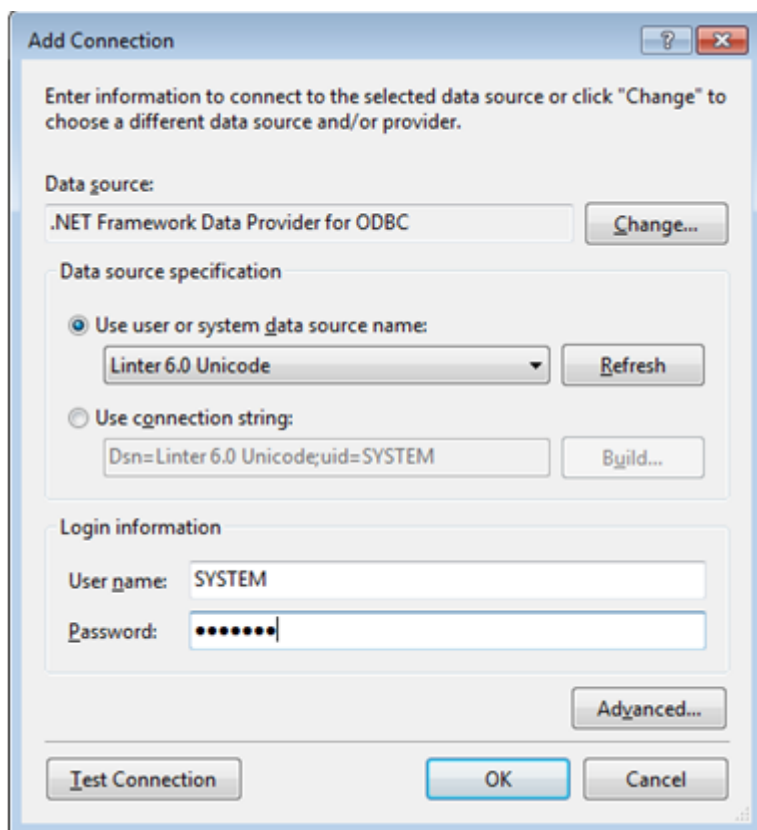 Add Connection
Enter information to connect to the selected data source or click "Change" to
choose a different data source and/or provider.
Data source:
.NET Framework Data Provider for ODBC
Change...
Data source specification
Use user or system data source name:
Linter 6.0 Unicode
Refresh
Use connection string:
Dsn=Linter 6.0 Unicode;uid=SYSTEM
Build...
Login information
User name: SYSTEM
Password: •••••••
Advanced...
Test Connection OK Cancel